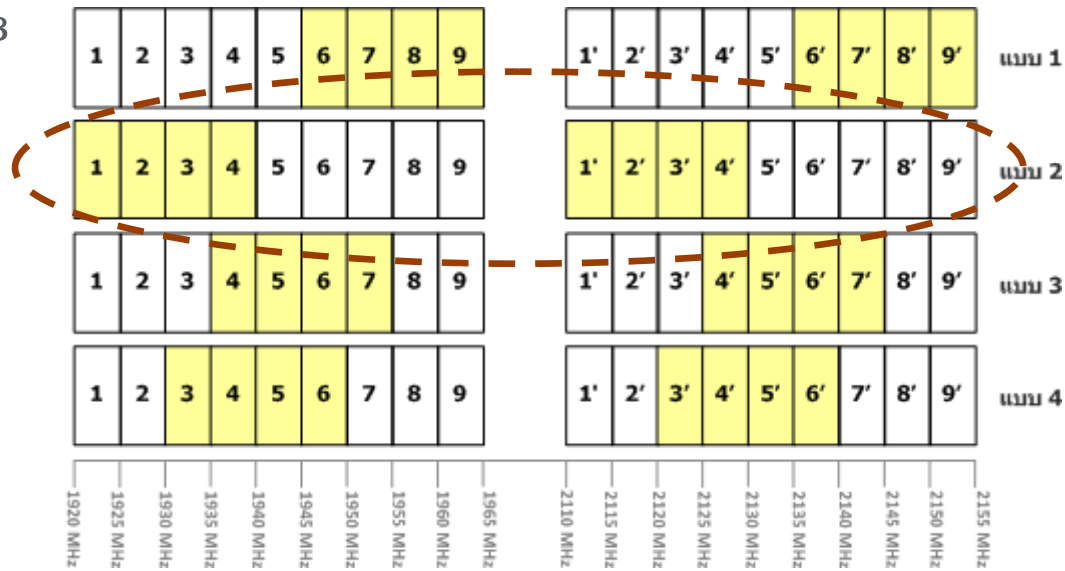 3
1 2 3 4 5 6 7 8 9 1' 2′ 3′ 4′ 5′ 6′ 7′ 8′ 9′ แบบ 1
1 2 3 4 5 6 7 8 9 1' 2′ 3′ 4′ 5′ 6′ 7′ 8′ 9′ แบบ 2
1 2 3 4 5 6 7 8 9 1' 2′ 3′ 4′ 5′ 6′ 7′ 8′ 9′ แบบ 3
1 2 3 4 5 6 7 8 9 1' 2′ 3′ 4′ 5′ 6′ 7′ 8′ 9′ แบบ 4
1920 MHz
1925 MHz
1930 MHz
1935 MHz
1940 MHz
1945 MHz
1950 MHz
1955 MHz
1960 MHz
1965 MHz
2110 MHz
2115 MHz
2120 MHz
2125 MHz
2130 MHz
2135 MHz
2140 MHz
2145 MHz
2150 MHz
2155 MHz